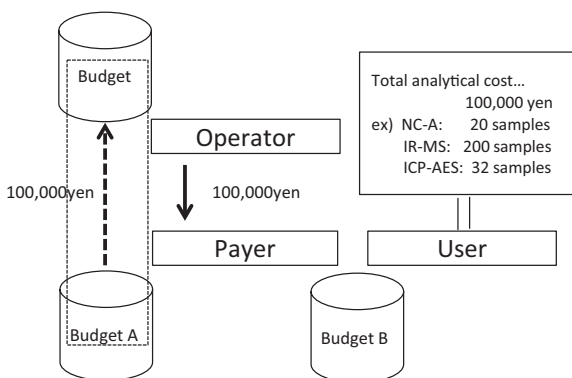 Budget
Total analytical cost...
100,000 yen
ex) NC-A: 20 samples
IR-MS: 200 samples
ICP-AES: 32 samples
Operator
100,000yen
100,000yen
Payer
User
Budget A
Budget B